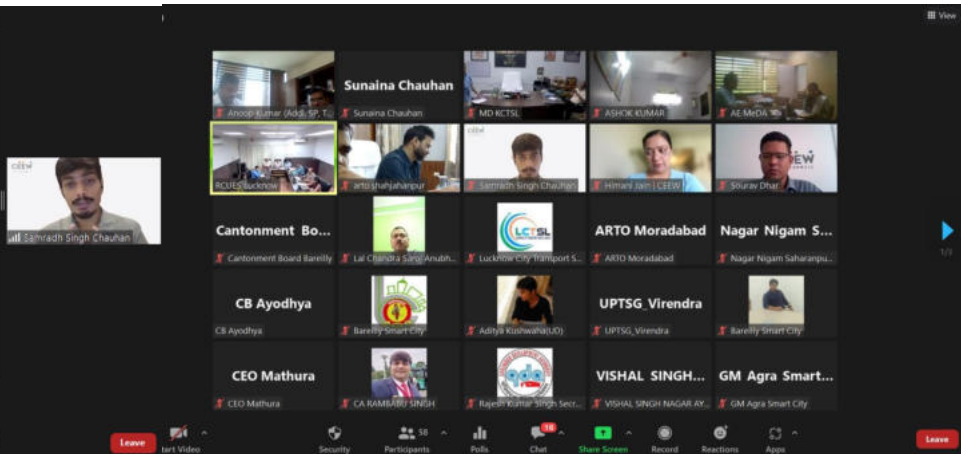 View
Anoop Kumar (Addl. SP, T...
Sunaina Chauhan
Sunaina Chauhan
MD KCTSL
ASHOK KUMAR
AE MeDA
RCUES Lucknow
arto shahjahanpur
ceew
Samradh Singh Chauhan
Himani Jain | CEEW
Sourav Dhar
ceew
Samradh Singh Chauhan
Cantonment Bo...
Cantonment Board Bareilly
Lal Chandra Saroj Anubh...
LCTSL
Lucknow City Transport S...
ARTO Moradabad
ARTO Moradabad
Nagar Nigam S...
Nagar Nigam Saharanpu...
1/3
CB Ayodhya
CB Ayodhya
Bareilly Smart City
Aditya Kushwaha(UD)
UPTSG_Virendra
UPTSG_Virendra
Bareilly Smart City
CEO Mathura
CEO Mathura
CA RAMBABU SINGH
Rajesh Kumar Singh Secr...
VISHAL SINGH...
VISHAL SINGH NAGAR AY...
GM Agra Smart...
GM Agra Smart City
Leave
tart Video
Security
58
Participants
Polls
16
Chat
Share Screen
Record
Reactions
Apps
Leave